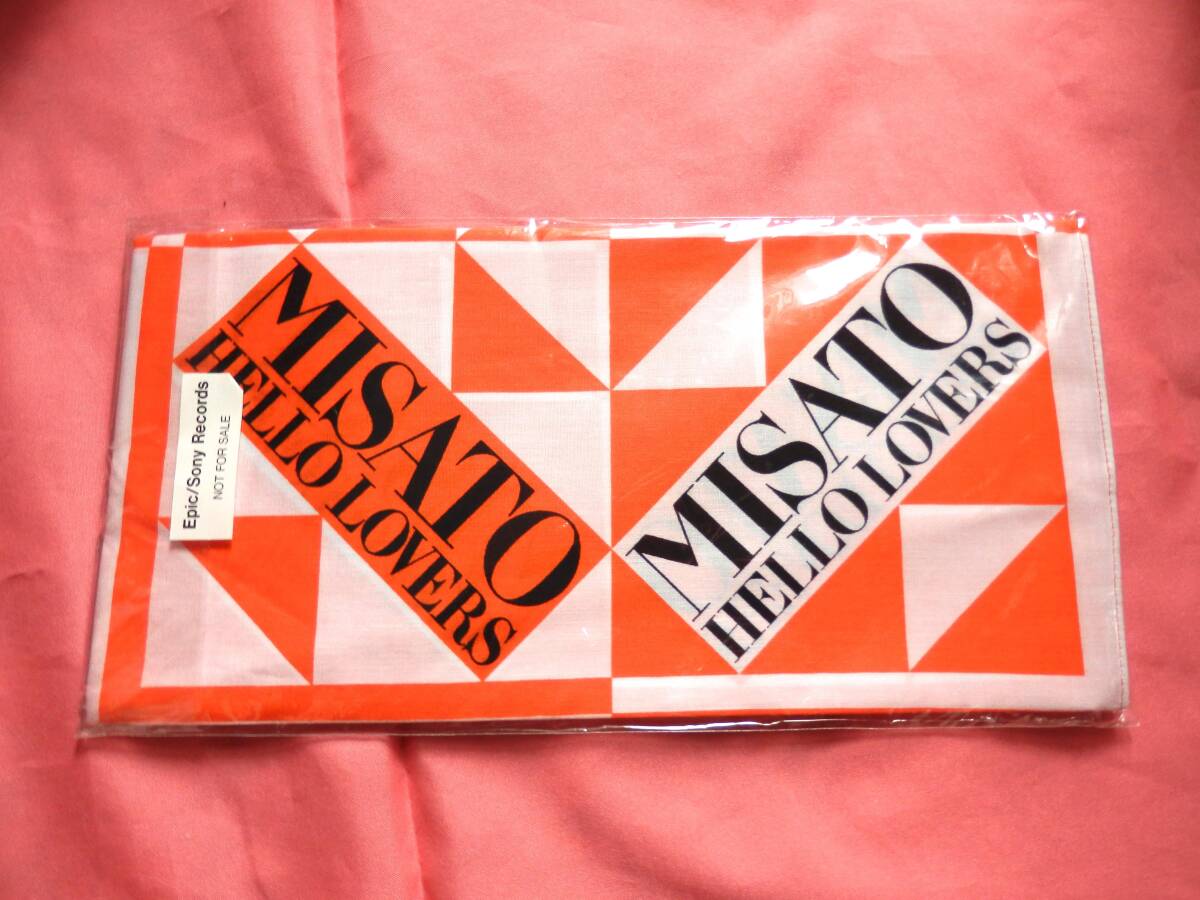 MISATO
HELLO LOVERS
Epic/Sony Records
NOT FOR SALE
MISATO
HELLO LOVERS